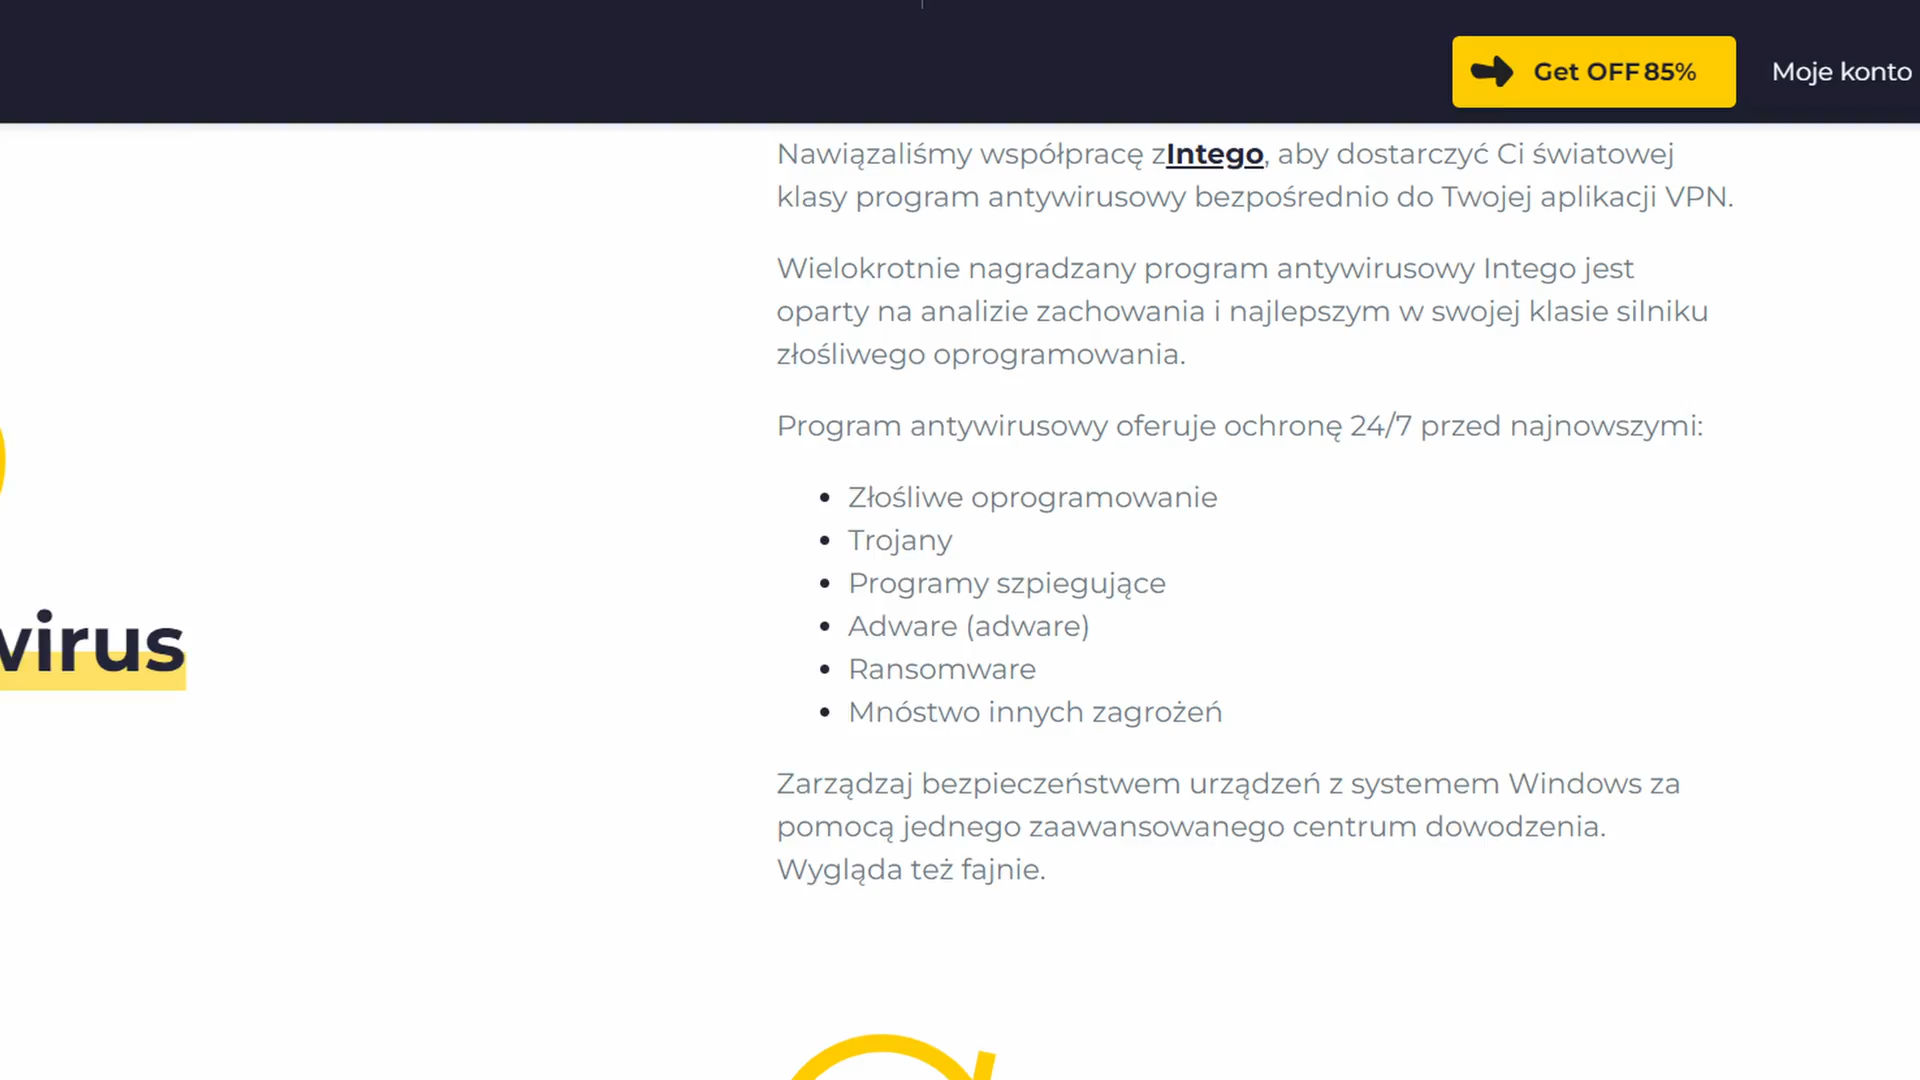 Get OFF 85%
Moje konto
Nawiązaliśmy współpracę zIntego, aby dostarczyć Ci światowej
klasy program antywirusowy bezpośrednio do Twojej aplikacji VPN.
Wielokrotnie nagradzany program antywirusowy Intego jest
oparty na analizie zachowania i najlepszym w swojej klasie silniku
złośliwego oprogramowania.
Program antywirusowy oferuje ochronę 24/7 przed najnowszymi:
Złośliwe oprogramowanie
Trojany
Programy szpiegujące
Adware (adware)
Ransomware
Mnóstwo innych zagrożeń
virus
Zarządzaj bezpieczeństwem urządzeń z systemem Windows za
pomocą jednego zaawansowanego centrum dowodzenia.
Wygląda też fajnie.